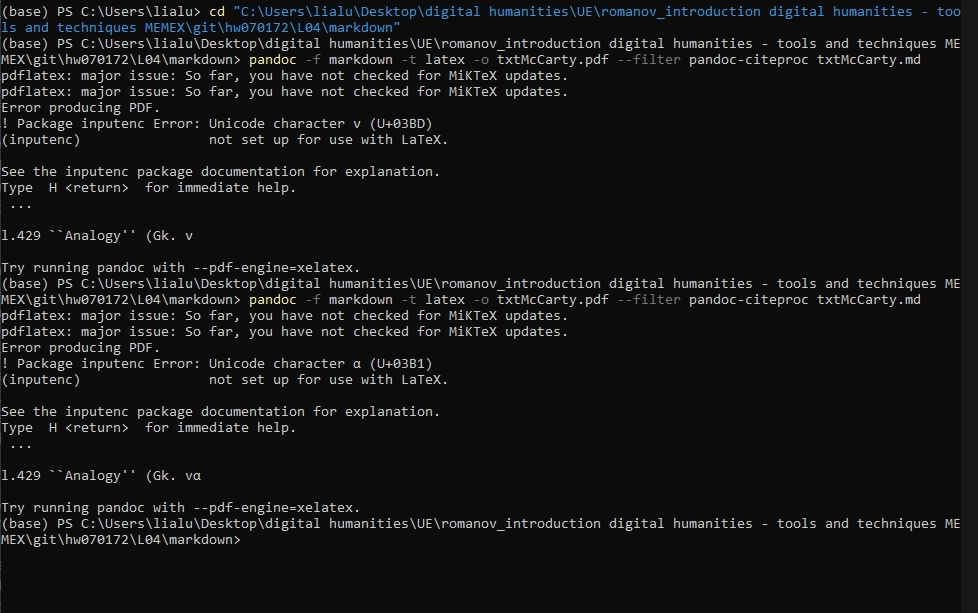 (base) PS C:\Users\lialu> cd "C:\Users\lialu\Desktop\digital humanities\UE\romanov_introduction digital humanities - too
ls and techniques MEMEX\git\hw070172\L04\markdown"
(base) PS C:\Users\lialu\Desktop\digital humanities\UE\romanov_introduction digital humanities - tools and techniques ME
MEX\git\hw070172\L04\markdown> pandoc -f markdown -t latex -o txtMcCarty.pdf --filter pandoc-citeproc txtMcCarty.md
pdflatex: major issue: So far, you have not checked for MiKTeX updates.
pdflatex: major issue: So far, you have not checked for MiKTeX updates.
Error producing PDF.
! Package inputenc Error: Unicode character ν (U+03BD)
(inputenc)                not set up for use with LaTeX.

See the inputenc package documentation for explanation.
Type  H <return>  for immediate help.
 ...

l.429 ``Analogy'' (Gk. ν

Try running pandoc with --pdf-engine=xelatex.
(base) PS C:\Users\lialu\Desktop\digital humanities\UE\romanov_introduction digital humanities - tools and techniques ME
MEX\git\hw070172\L04\markdown> pandoc -f markdown -t latex -o txtMcCarty.pdf --filter pandoc-citeproc txtMcCarty.md
pdflatex: major issue: So far, you have not checked for MiKTeX updates.
pdflatex: major issue: So far, you have not checked for MiKTeX updates.
Error producing PDF.
! Package inputenc Error: Unicode character α (U+03B1)
(inputenc)                not set up for use with LaTeX.

See the inputenc package documentation for explanation.
Type  H <return>  for immediate help.
 ...

l.429 ``Analogy'' (Gk. vα

Try running pandoc with --pdf-engine=xelatex.
(base) PS C:\Users\lialu\Desktop\digital humanities\UE\romanov_introduction digital humanities - tools and techniques ME
MEX\git\hw070172\L04\markdown>